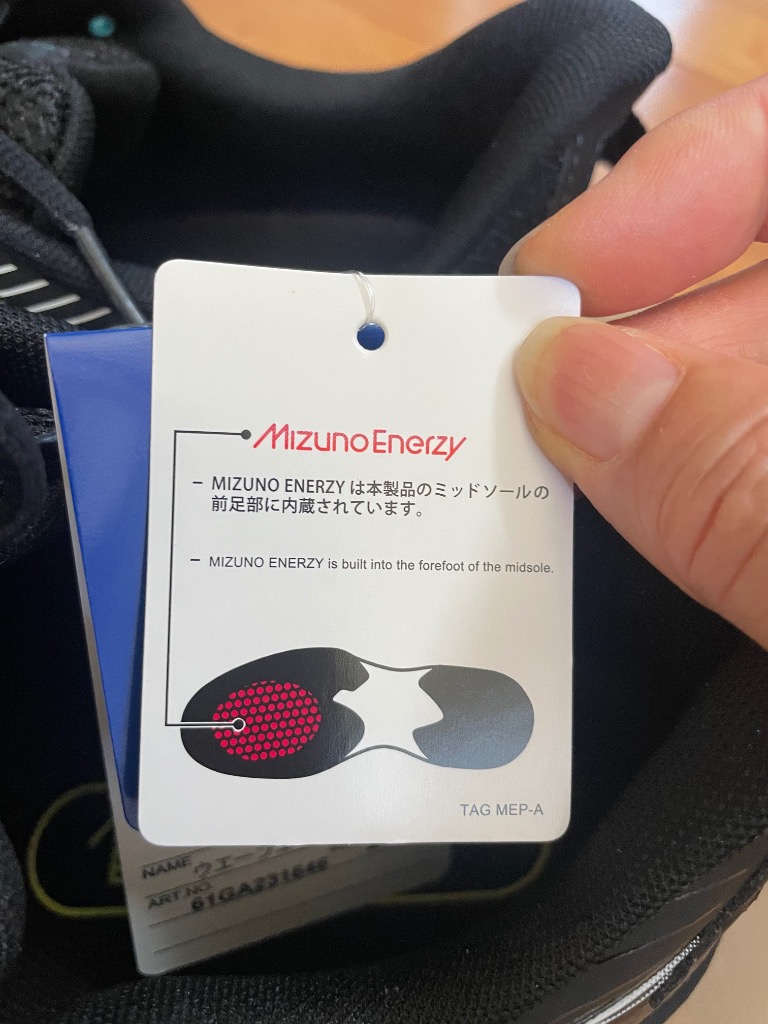 Mizuno Enerzy
– MIZUNO ENERZY は本製品のミッドソールの
前足部に内蔵されています。
– MIZUNO ENERZY is built into the forefoot of the midsole.
TAG MEP-A
NAME
ART.NO.